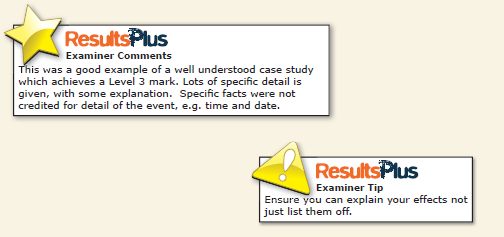 ResultsPlus
Examiner Comments
This was a good example of a well understood case study
which achieves a Level 3 mark. Lots of specific detail is
given, with some explanation.  Specific facts were not
credited for detail of the event, e.g. time and date.
ResultsPlus
Examiner Tip
Ensure you can explain your effects not
just list them off.